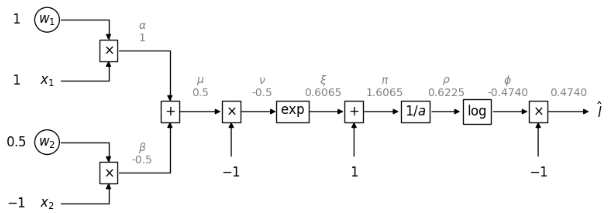 1 w₁
α
1
×
1 x₁
μ ν ξ π ρ ϕ
0.5 -0.5 0.6065 1.6065 0.6225 -0.4740 0.4740
+ × exp + 1/a log × l̂
0.5 w₂
β
-0.5
×
−1 1 −1
−1 x₂